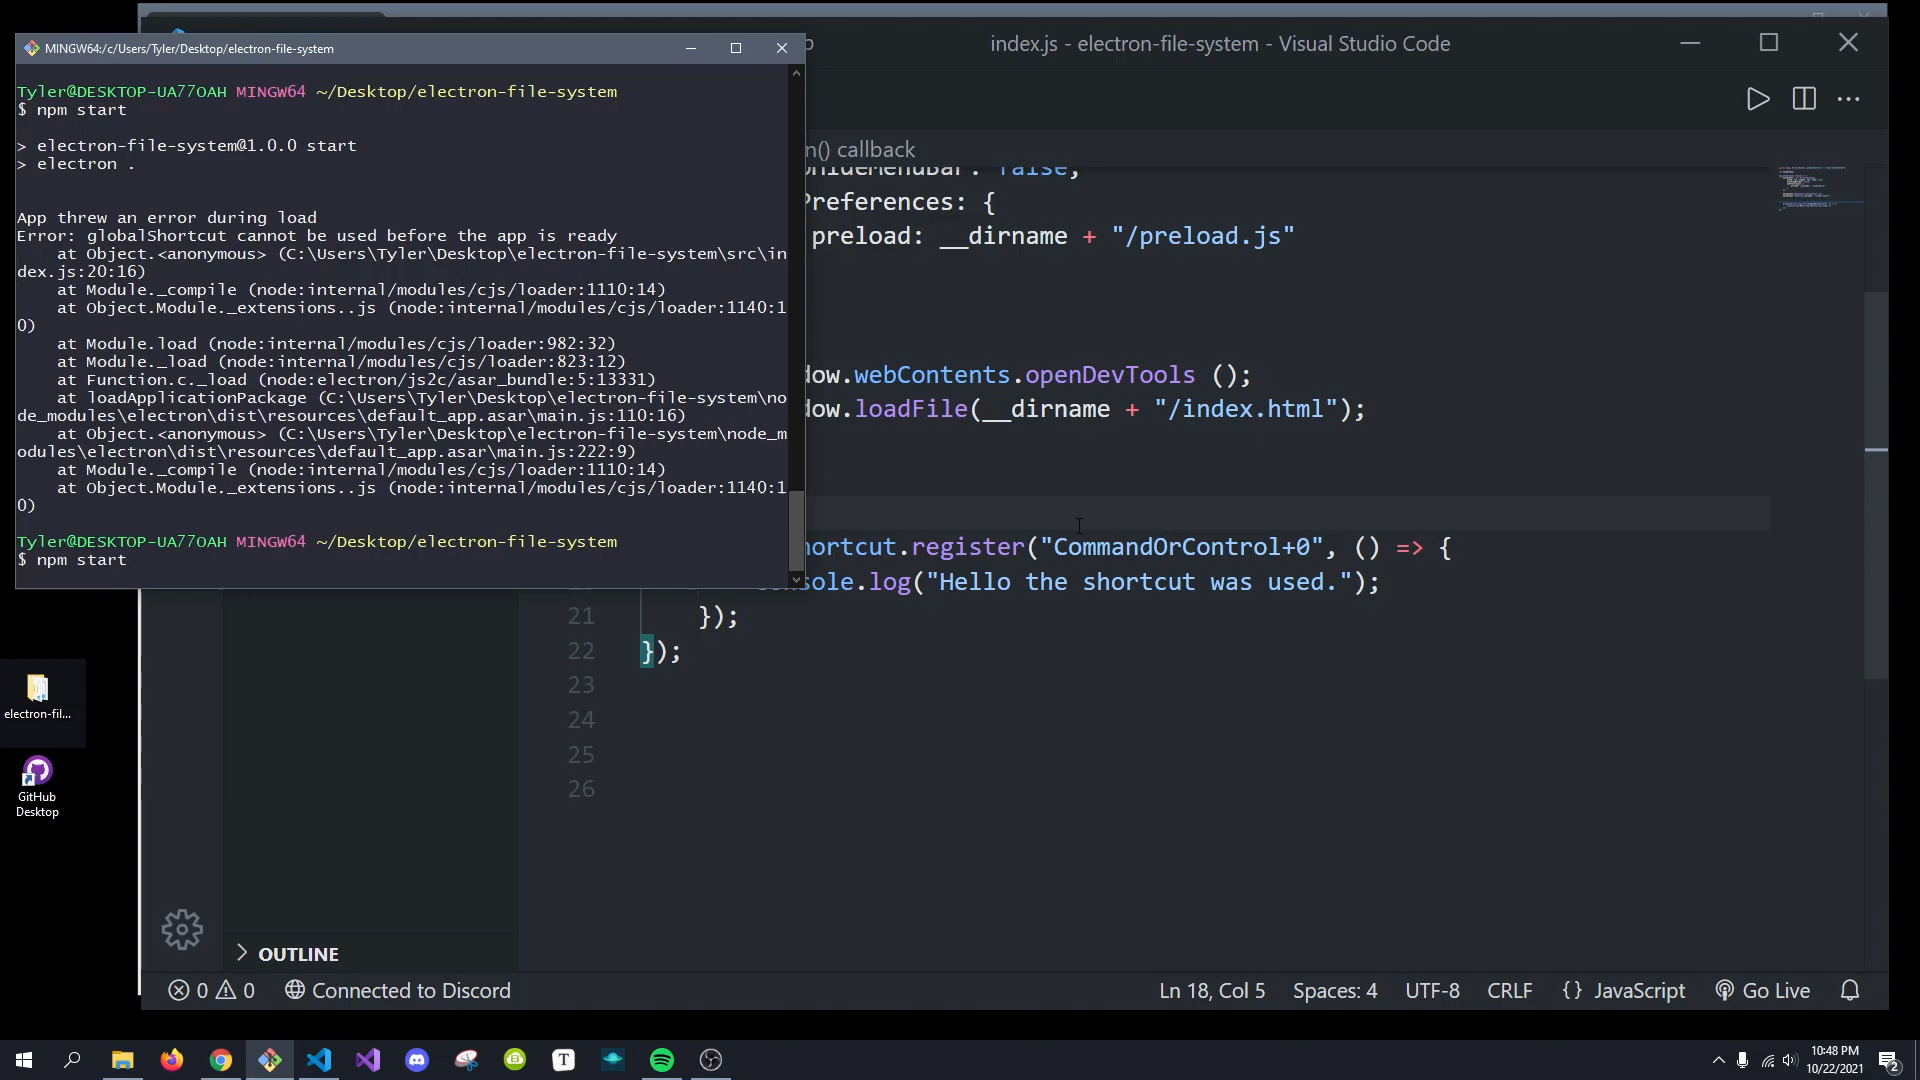 MINGW64:/c/Users/Tyler/Desktop/electron-file-system
index.js - electron-file-system - Visual Studio Code
Tyler@DESKTOP-UA77OAH MINGW64 ~/Desktop/electron-file-system
$ npm start
> electron-file-system@1.0.0 start
> electron .
App threw an error during load
Error: globalShortcut cannot be used before the app is ready
    at Object.<anonymous> (C:\Users\Tyler\Desktop\electron-file-system\src\in
dex.js:20:16)
    at Module._compile (node:internal/modules/cjs/loader:1110:14)
    at Object.Module._extensions..js (node:internal/modules/cjs/loader:1140:1
0)
    at Module.load (node:internal/modules/cjs/loader:982:32)
    at Module._load (node:internal/modules/cjs/loader:823:12)
    at Function.c._load (node:electron/js2c/asar_bundle:5:13331)
    at loadApplicationPackage (C:\Users\Tyler\Desktop\electron-file-system\no
de_modules\electron\dist\resources\default_app.asar\main.js:110:16)
    at Object.<anonymous> (C:\Users\Tyler\Desktop\electron-file-system\node_m
odules\electron\dist\resources\default_app.asar\main.js:222:9)
    at Module._compile (node:internal/modules/cjs/loader:1110:14)
    at Object.Module._extensions..js (node:internal/modules/cjs/loader:1140:1
0)
Tyler@DESKTOP-UA77OAH MINGW64 ~/Desktop/electron-file-system
$ npm start
n() callback
false,
Preferences: {
preload: __dirname + "/preload.js"
dow.webContents.openDevTools ();
dow.loadFile(__dirname + "/index.html");
hortcut.register("CommandOrControl+0", () => {
sole.log("Hello the shortcut was used.");
21 });
22 });
23
24
25
26
electron-fil...
GitHub
Desktop
OUTLINE
0 0 Connected to Discord Ln 18, Col 5 Spaces: 4 UTF-8 CRLF {} JavaScript Go Live
T
10:48 PM
10/22/2021
2